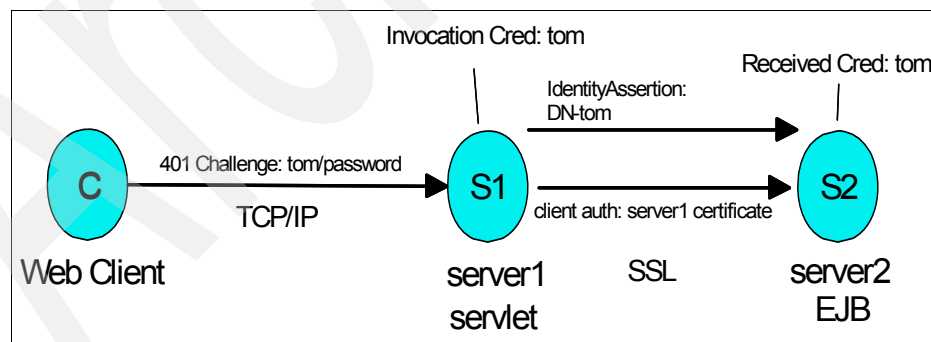 Invocation Cred: tom
Received Cred: tom
IdentityAssertion:
DN-tom
401 Challenge: tom/password
C
S1
S2
TCP/IP
client auth: server1 certificate
Web Client
server1
servlet
SSL
server2
EJB